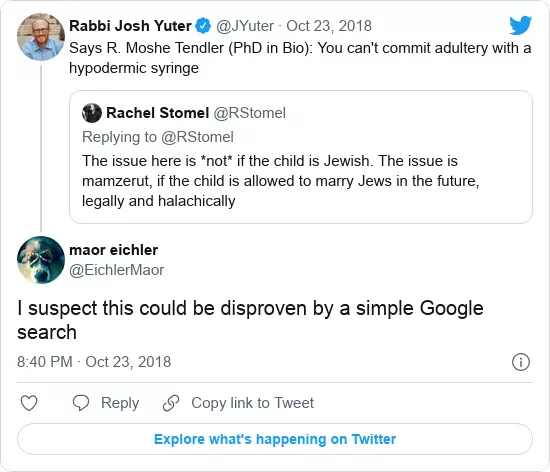 Rabbi Josh Yuter @JYuter · Oct 23, 2018
Says R. Moshe Tendler (PhD in Bio): You can't commit adultery with a
hypodermic syringe
Rachel Stomel @RStomel
Replying to @RStomel
The issue here is *not* if the child is Jewish. The issue is
mamzerut, if the child is allowed to marry Jews in the future,
legally and halachically
maor eichler
@EichlerMaor
I suspect this could be disproven by a simple Google
search
8:40 PM · Oct 23, 2018
Reply
Copy link to Tweet
Explore what's happening on Twitter